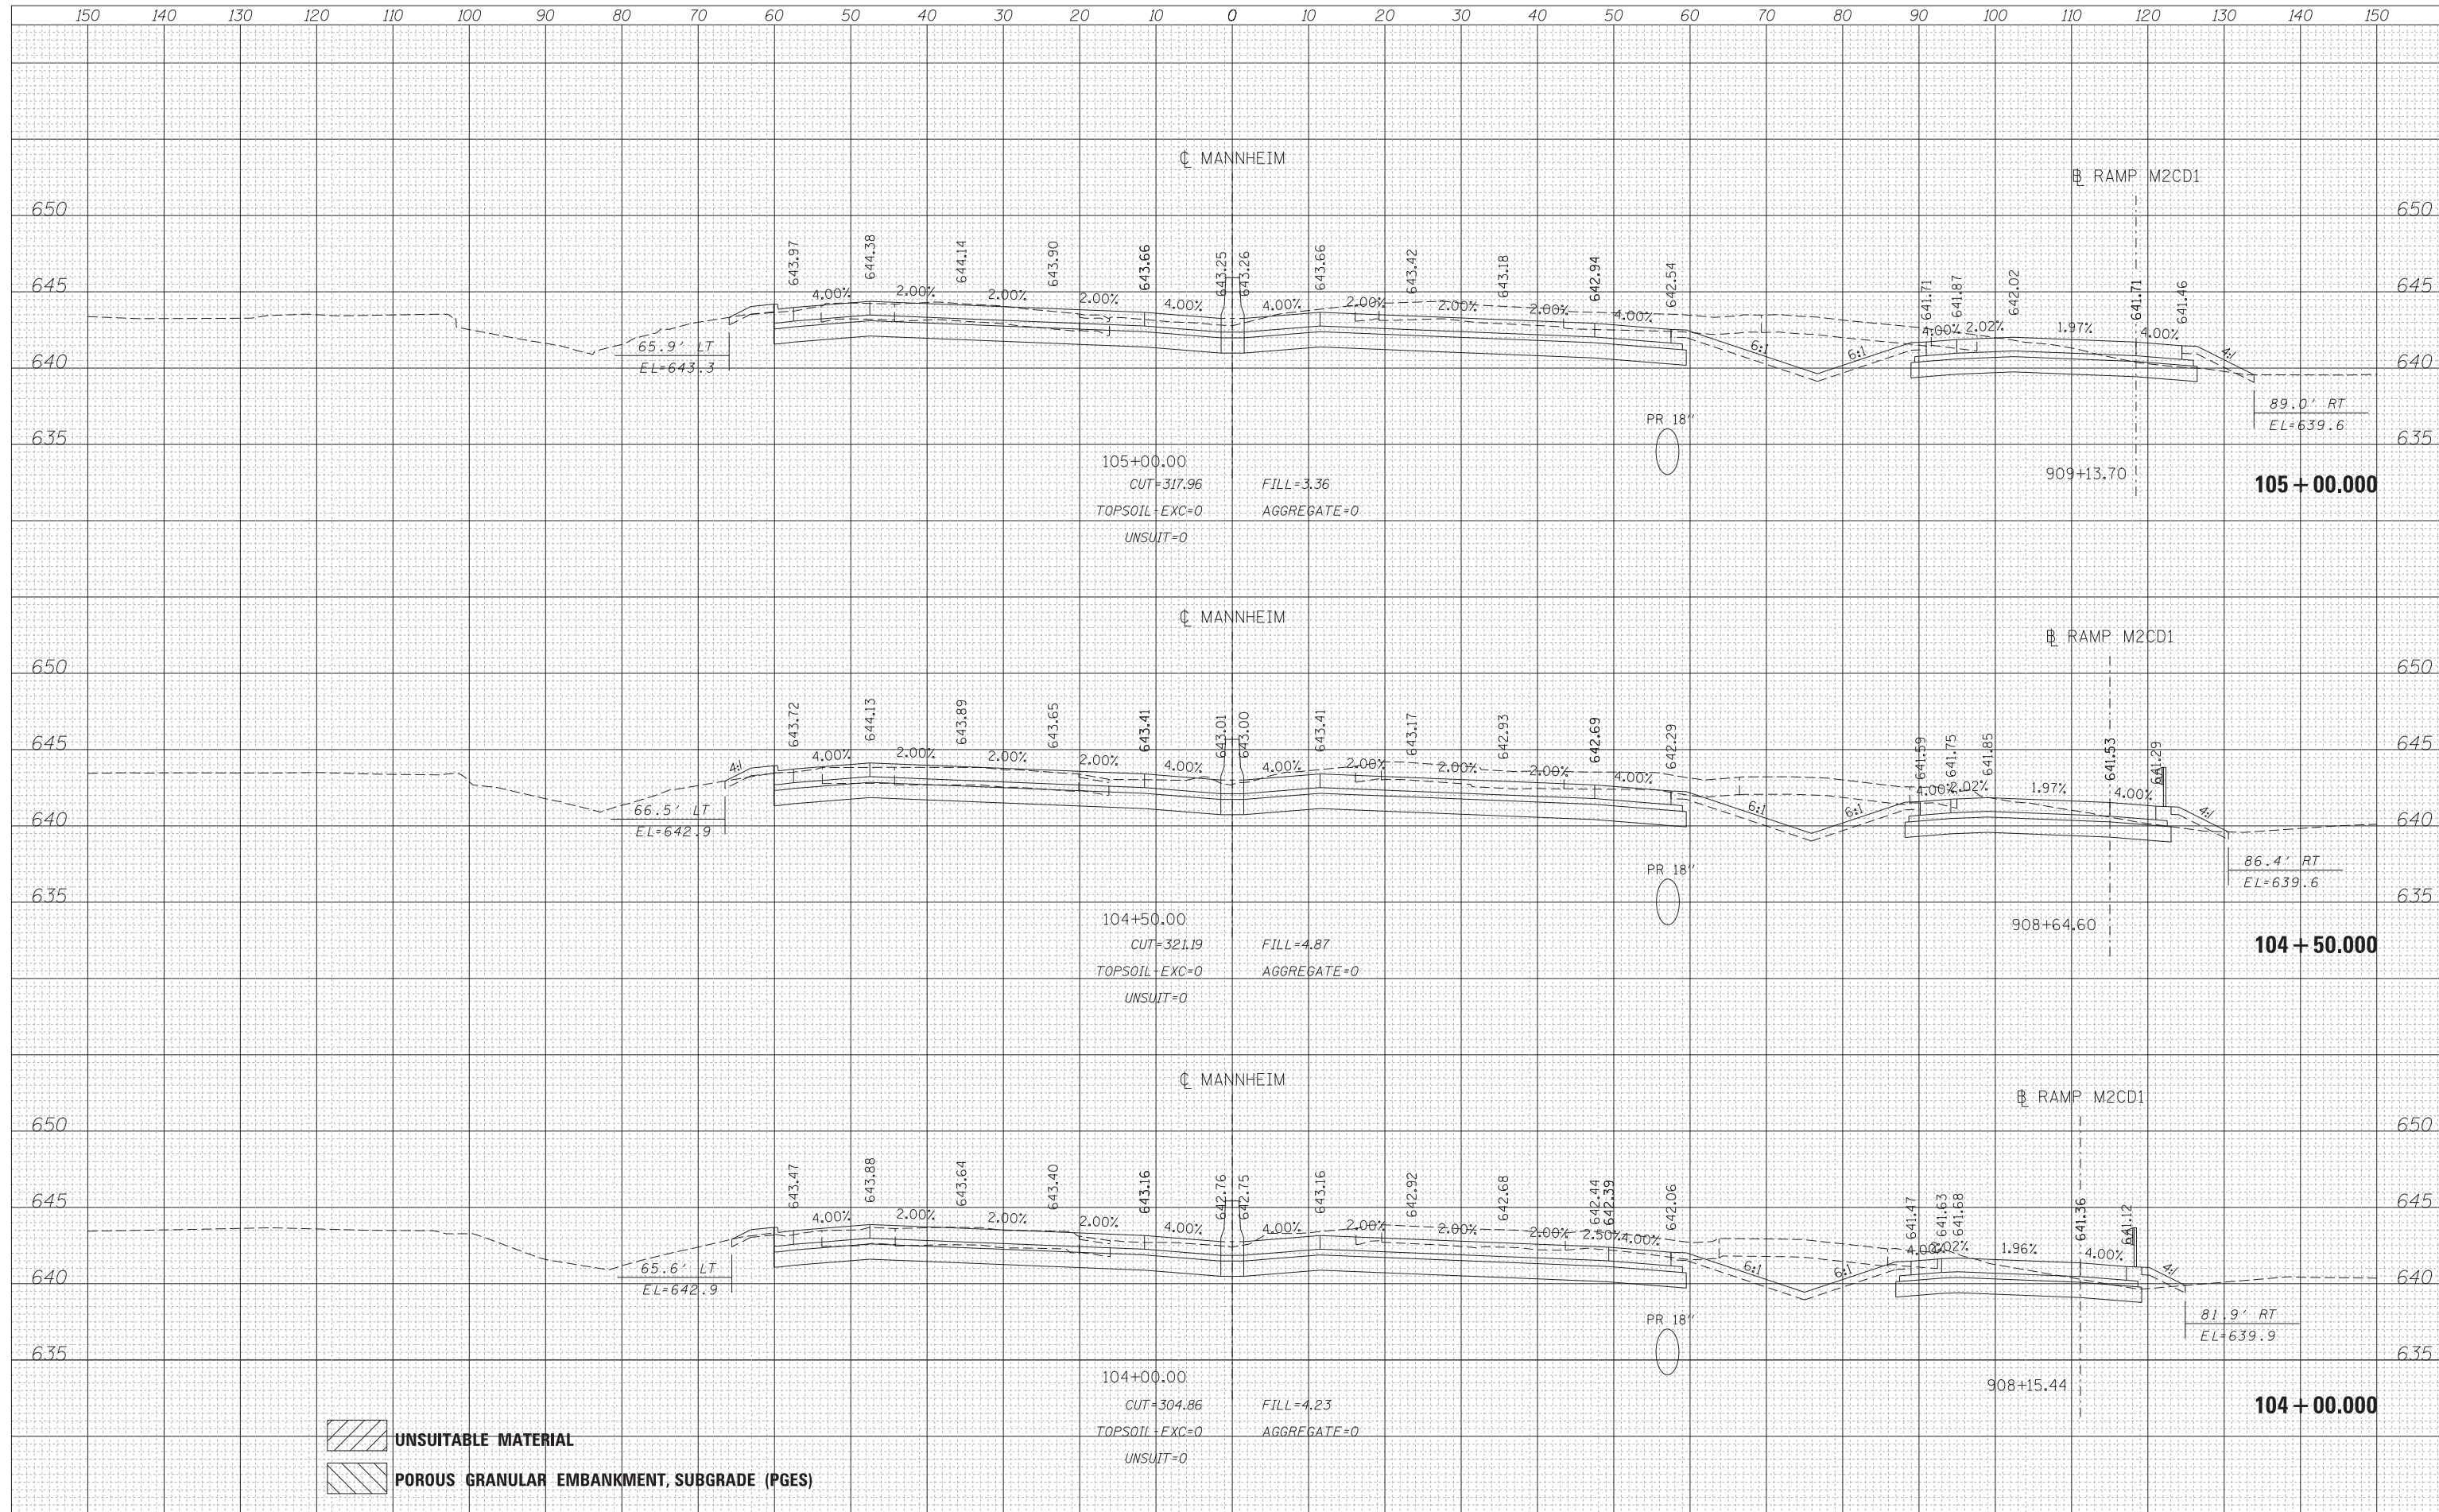 150 140 130 120 110 100 90 80 70 60 50 40 30 20 10 0 10 20 30 40 50 60 70 80 90 100 110 120 130 140 150
℄ MANNHEIM
B RAMP M2CD1
650 650
643.97 644.38 644.14 643.90 643.66 643.25 643.26 643.66 643.42 643.18 642.94 642.54 641.71 641.87 642.02 641.71 641.46
645 645
4.00% 2.00% 2.00% 2.00% 4.00% 4.00% 2.00% 2.00% 2.00% 4.00% 6:1 6:1 4.00% 2.02% 1.97% 4.00% 4:1
65.9' LT
EL=643.3
640 640
89.0' RT
EL=639.6
PR 18"
635 635
105+00.00
909+13.70
105+00.000
CUT=317.96 FILL=3.36
TOPSOIL-EXC=0 AGGREGATE=0
UNSUIT=0
℄ MANNHEIM
B RAMP M2CD1
650 650
643.72 644.13 643.89 643.65 643.41 643.01 643.00 643.41 643.17 642.93 642.69 642.29 641.59 641.75 641.85 641.53 641.29
645 645
4:1 4.00% 2.00% 2.00% 2.00% 4.00% 4.00% 2.00% 2.00% 2.00% 4.00% 6:1 6:1 4.00% 2.02% 1.97% 4.00% 4:1
66.5' LT
EL=642.9
640 640
86.4' RT
EL=639.6
PR 18"
635 635
104+50.00
908+64.60
104+50.000
CUT=321.19 FILL=4.87
TOPSOIL-EXC=0 AGGREGATE=0
UNSUIT=0
℄ MANNHEIM
B RAMP M2CD1
650 650
643.47 643.88 643.64 643.40 643.16 642.76 642.75 643.16 642.92 642.68 642.44 642.39 642.06 641.47 641.63 641.68 641.36 641.12
645 645
4.00% 2.00% 2.00% 2.00% 4.00% 4.00% 2.00% 2.00% 2.00% 2.50% 4.00% 6:1 6:1 4.00% 2.02% 1.96% 4.00% 4:1
65.6' LT
EL=642.9
640 640
81.9' RT
EL=639.9
PR 18"
635 635
104+00.00
908+15.44
104+00.000
CUT=304.86 FILL=4.23
TOPSOIL-EXC=0 AGGREGATE=0
UNSUIT=0
UNSUITABLE MATERIAL
POROUS GRANULAR EMBANKMENT, SUBGRADE (PGES)